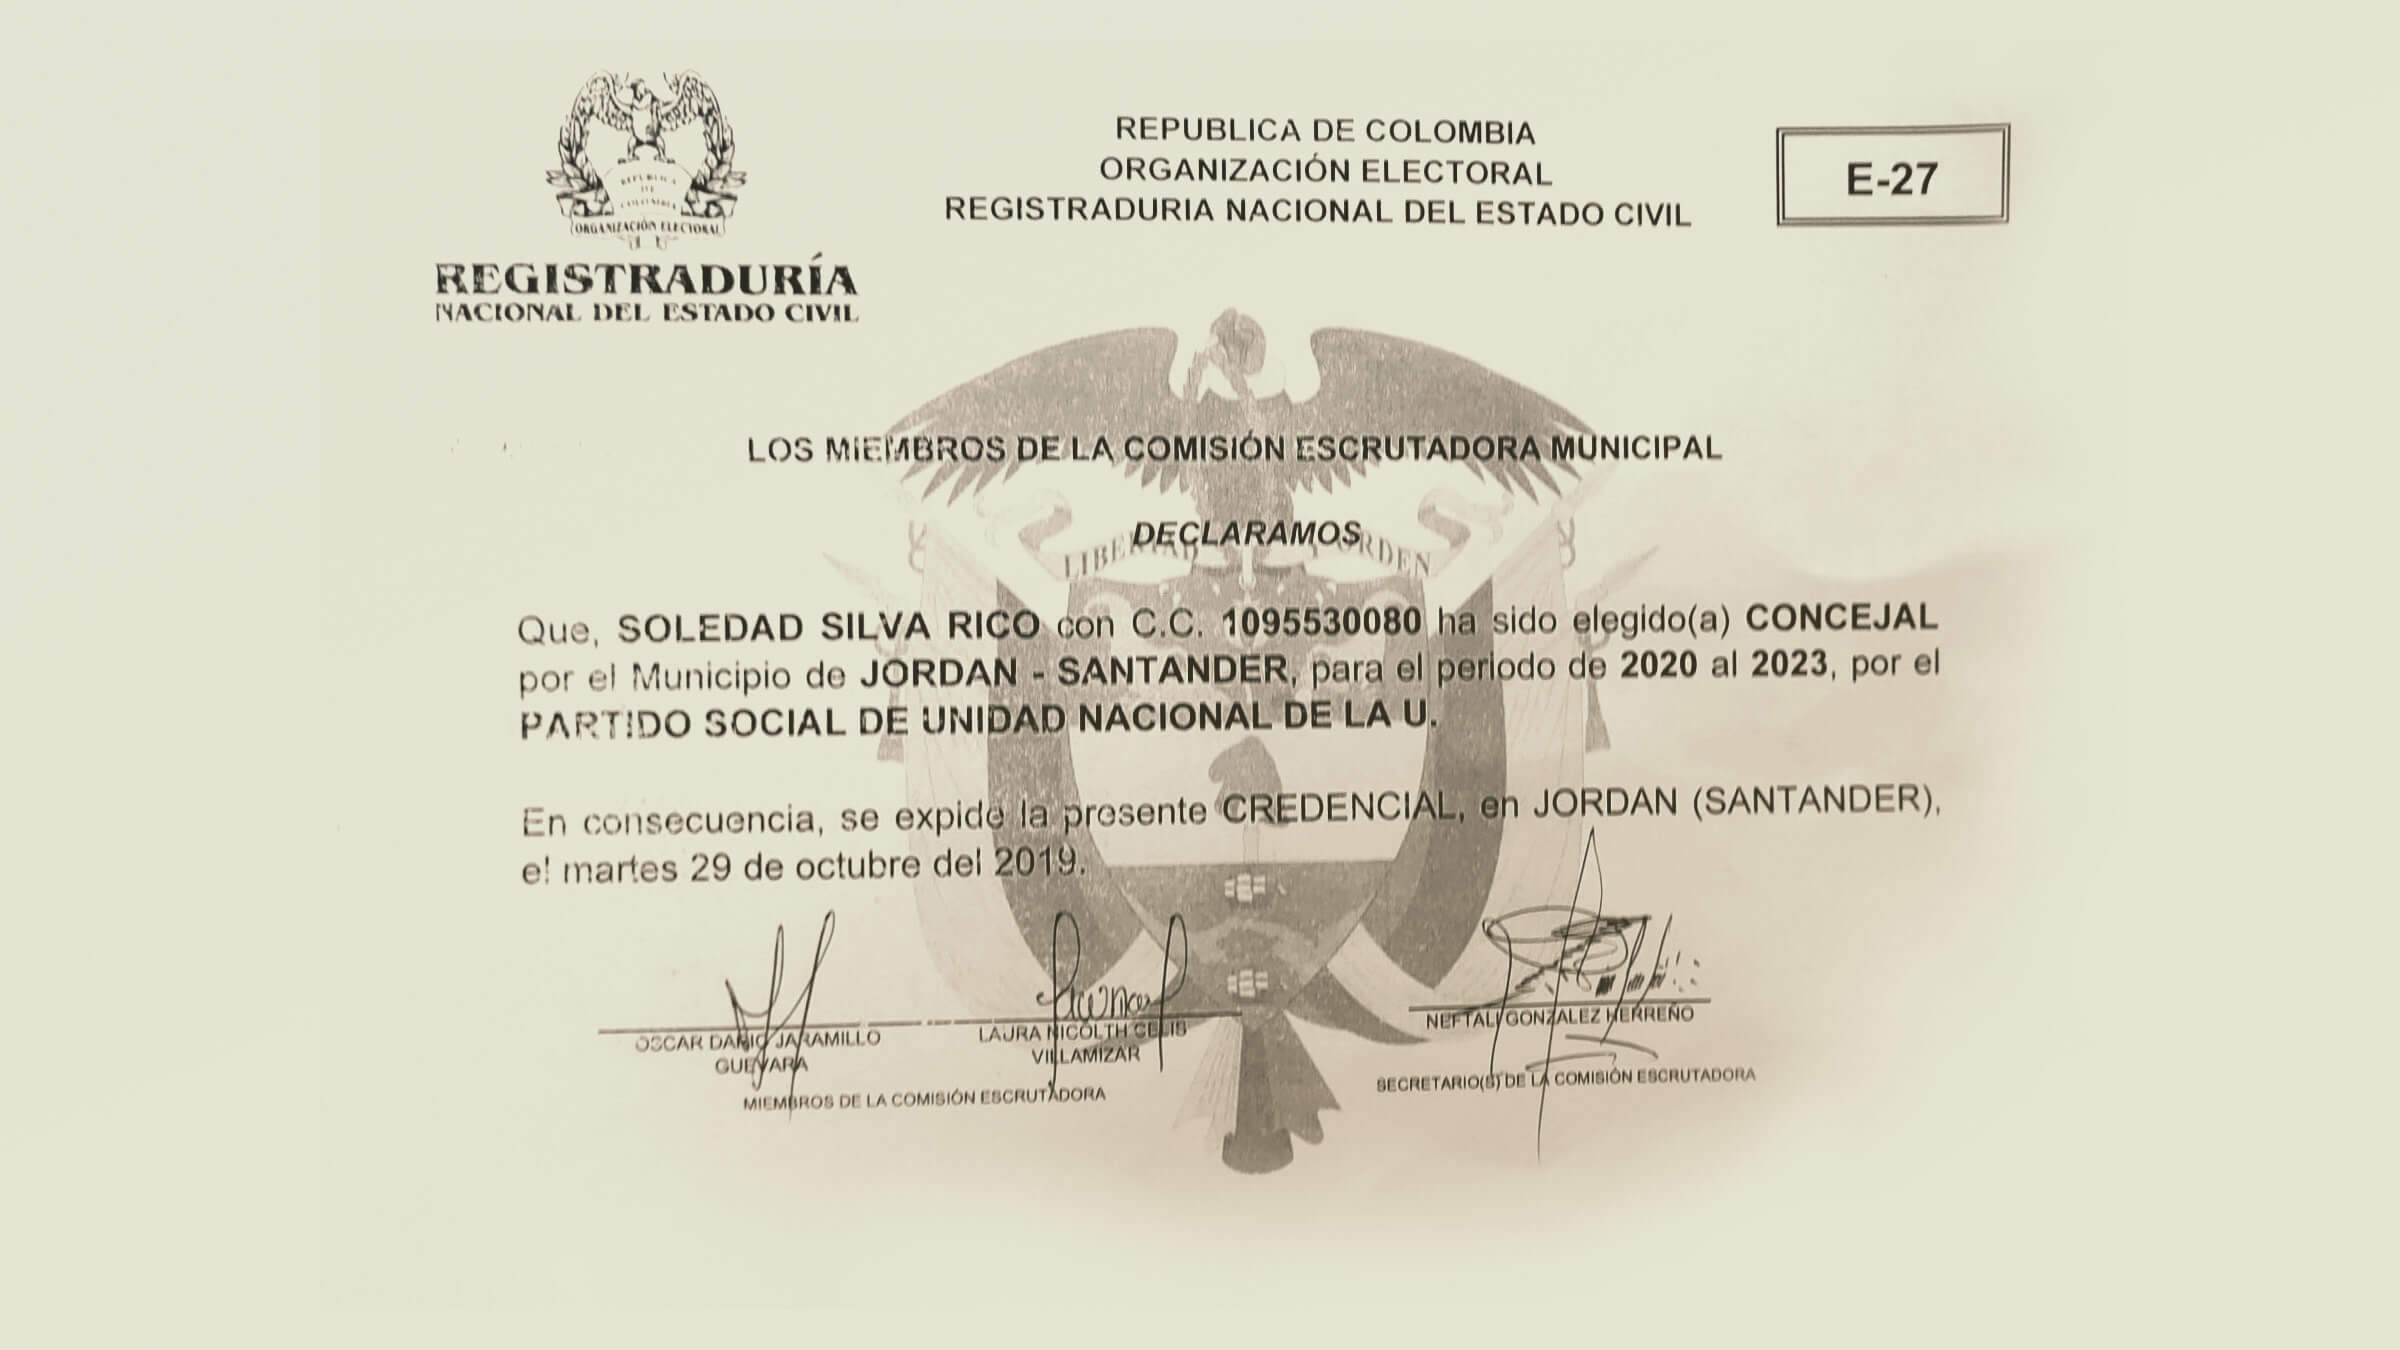 REPUBLICA
DE
COLOMBIA
ORGANIZACIÓN ELECTORAL
REGISTRADURÍA
NACIONAL DEL ESTADO CIVIL
REPUBLICA DE COLOMBIA
ORGANIZACIÓN ELECTORAL
REGISTRADURIA NACIONAL DEL ESTADO CIVIL
E-27
LOS MIEMBROS DE LA COMISIÓN ESCRUTADORA MUNICIPAL
DECLARAMOS
LIBERTAD Y ORDEN
Que, SOLEDAD SILVA RICO con C.C. 1095530080 ha sido elegido(a) CONCEJAL
por el Municipio de JORDAN - SANTANDER, para el periodo de 2020 al 2023, por el
PARTIDO SOCIAL DE UNIDAD NACIONAL DE LA U.
En consecuencia, se expide la presente CREDENCIAL, en JORDAN (SANTANDER),
el martes 29 de octubre del 2019.
OSCAR DARIO JARAMILLO
GUEVARA
LAURA NICOLTH CELIS
VILLAMIZAR
MIEMBROS DE LA COMISIÓN ESCRUTADORA
NEFTALI GONZALEZ HERREÑO
SECRETARIO(S) DE LA COMISIÓN ESCRUTADORA